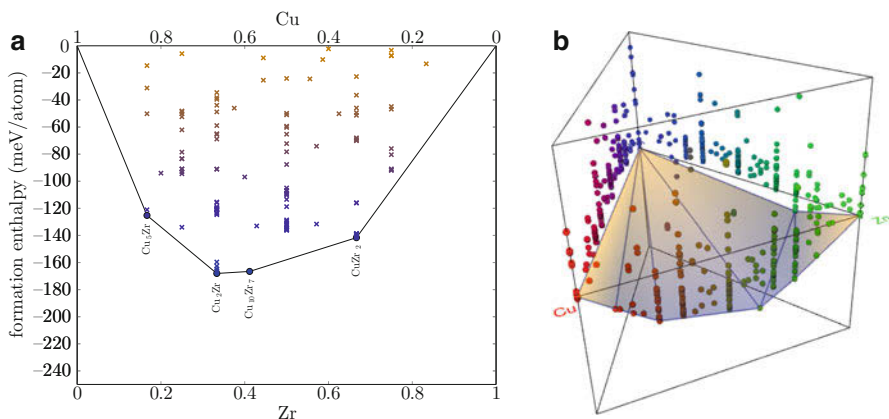 a
Cu
1 0.8 0.6 0.4 0.2 0
0
−20
−40
−60
−80
−100
−120
−140
−160
−180
−200
−220
−240
formation enthalpy (meV/atom)
Cu5Zr
Cu2Zr
Cu10Zr7
CuZr2
0 0.2 0.4 0.6 0.8 1
Zr
b
Cu